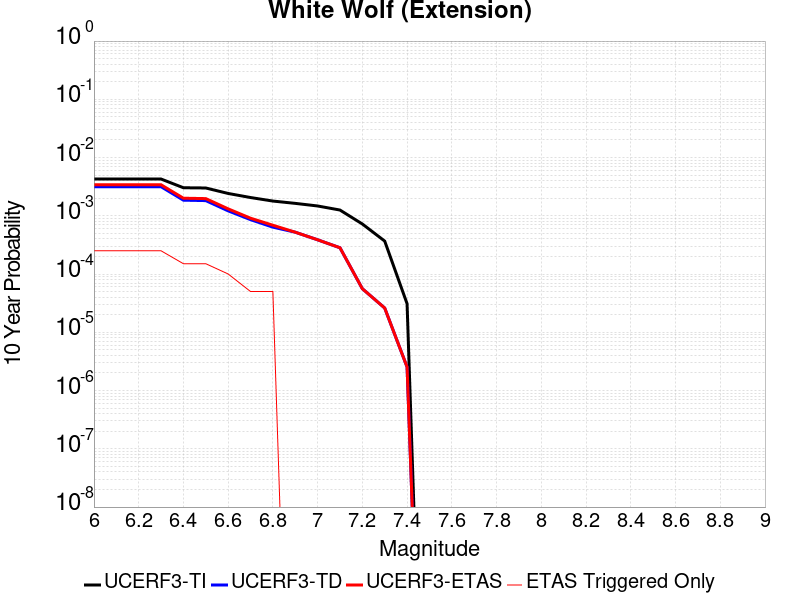 White Wolf (Extension)
10^0
10^-1
10^-2
10^-3
10^-4
10^-5
10^-6
10^-7
10^-8
10 Year Probability
6 6.2 6.4 6.6 6.8 7 7.2 7.4 7.6 7.8 8 8.2 8.4 8.6 8.8 9
Magnitude
UCERF3-TI UCERF3-TD UCERF3-ETAS ETAS Triggered Only